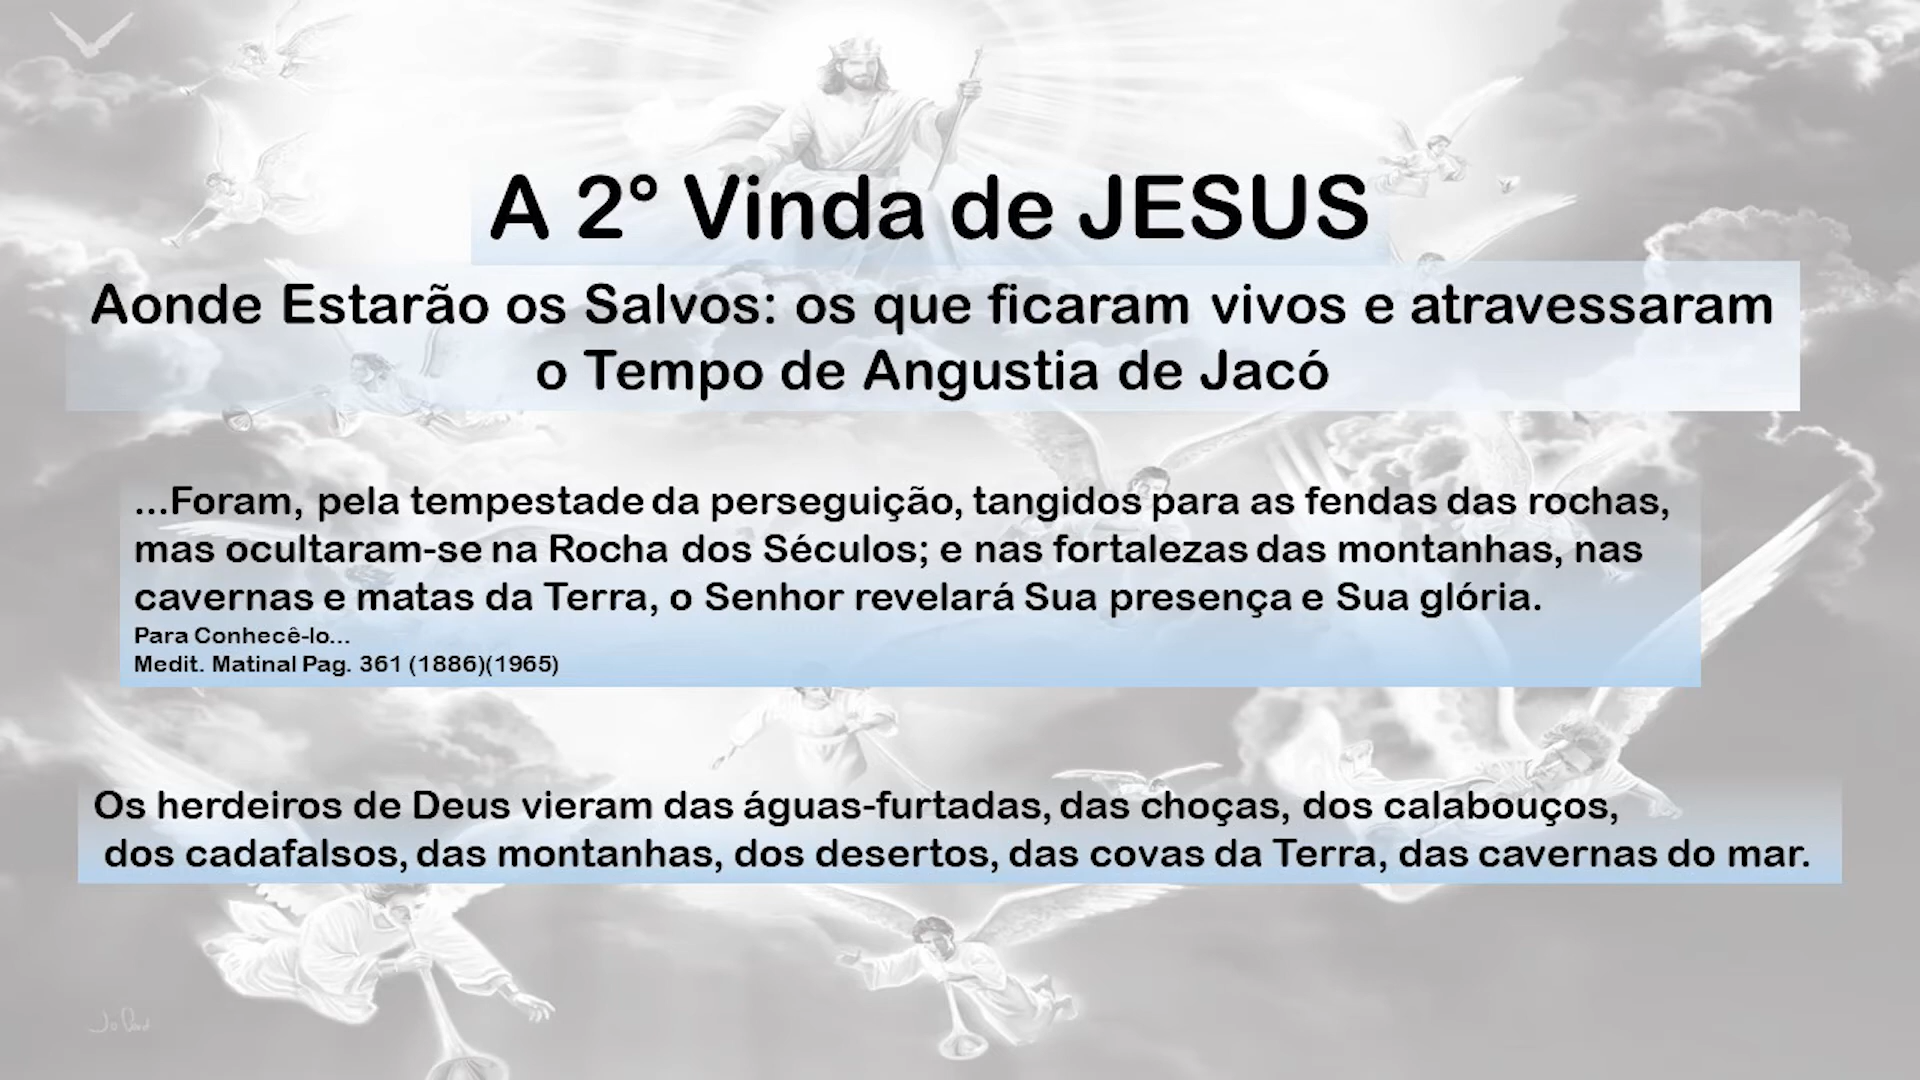 A 2° Vinda de JESUS
Aonde Estarão os Salvos: os que ficaram vivos e atravessaram
o Tempo de Angustia de Jacó
...Foram, pela tempestade da perseguição, tangidos para as fendas das rochas,
mas ocultaram-se na Rocha dos Séculos; e nas fortalezas das montanhas, nas
cavernas e matas da Terra, o Senhor revelará Sua presença e Sua glória.
Para Conhecê-lo...
Medit. Matinal Pag. 361 (1886)(1965)
Os herdeiros de Deus vieram das águas-furtadas, das choças, dos calabouços,
dos cadafalsos, das montanhas, dos desertos, das covas da Terra, das cavernas do mar.